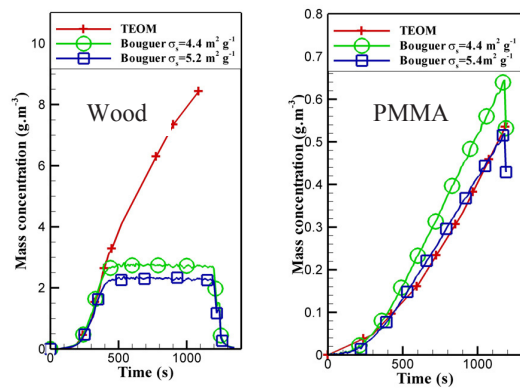 TEOM
Bouguer σs=4.4 m² g⁻¹
Bouguer σs=5.2 m² g⁻¹
Wood
Mass concentration (g.m⁻³)
10
8
6
4
2
0
0 500 1000
Time (s)
TEOM
Bouguer σs=4.4 m² g⁻¹
Bouguer σs=5.4m² g⁻¹
PMMA
Mass concentration (g.m⁻³)
0.8
0.7
0.6
0.5
0.4
0.3
0.2
0.1
0
0 500 1000
Time (s)